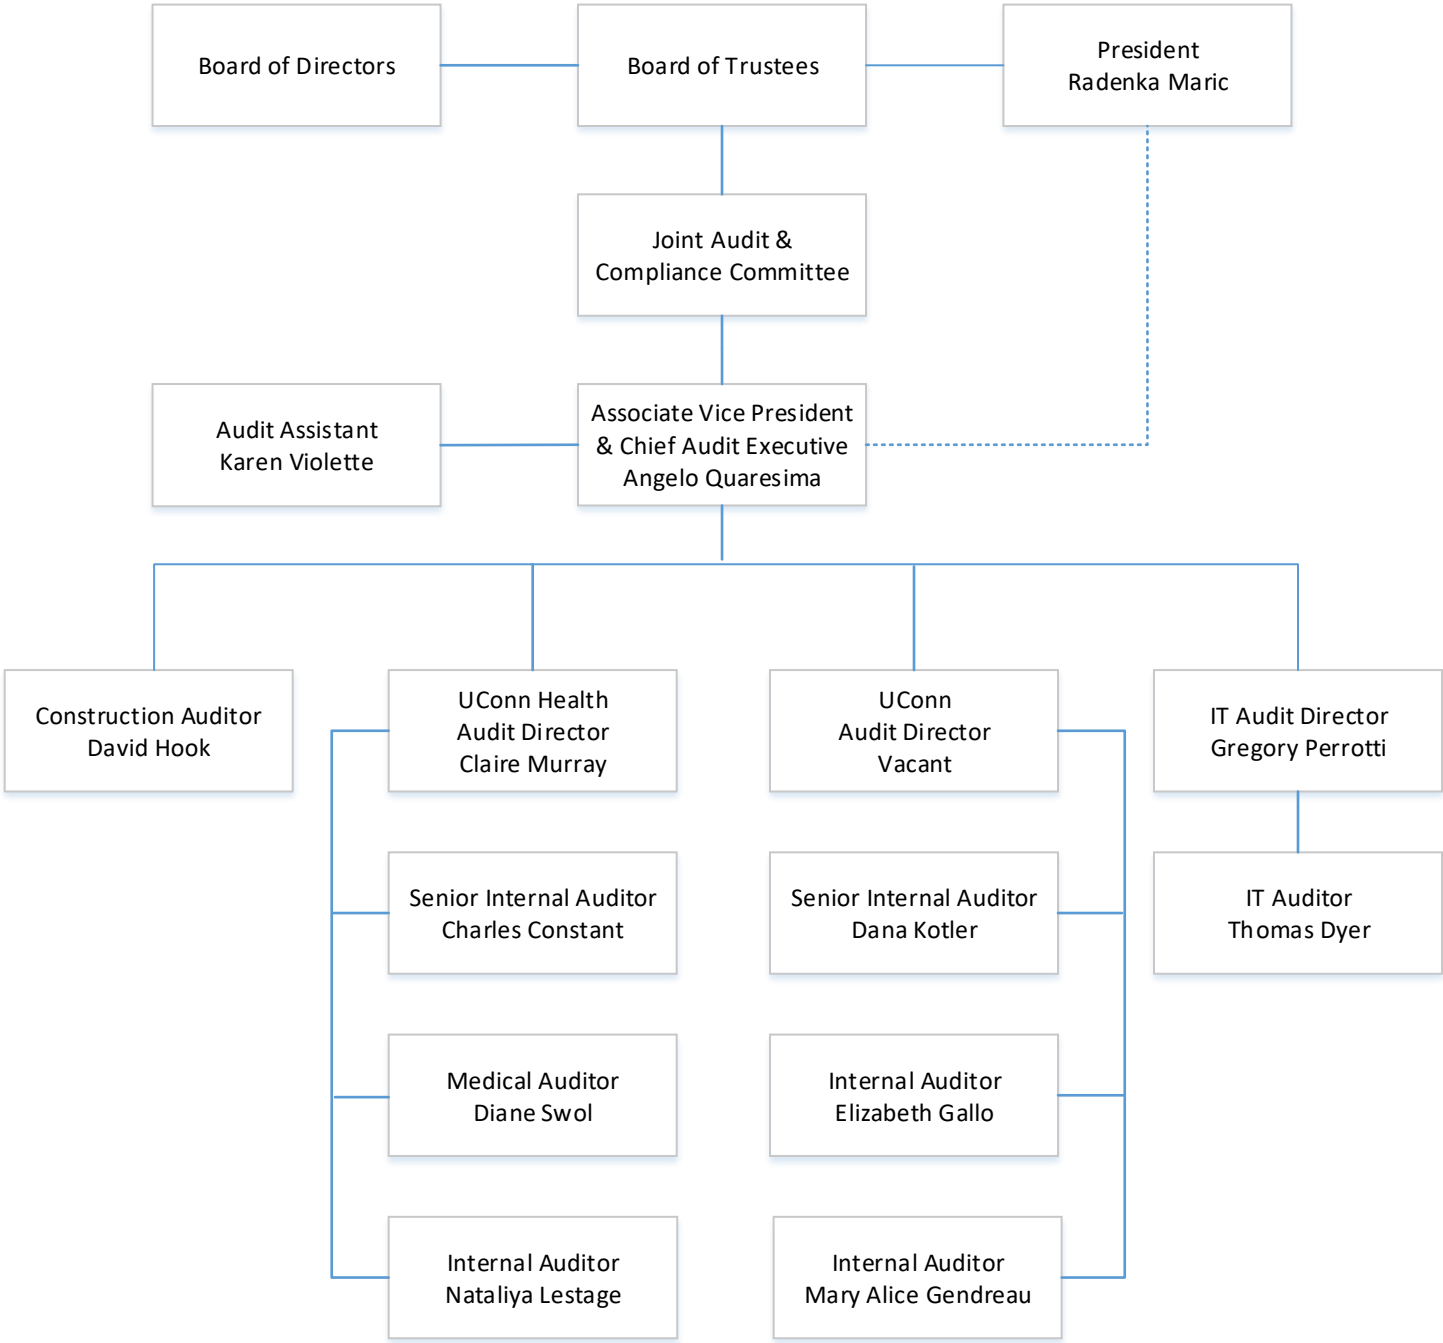 Board of Directors
Board of Trustees
President
Radenka Maric
Joint Audit &
Compliance Committee
Audit Assistant
Karen Violette
Associate Vice President
& Chief Audit Executive
Angelo Quaresima
Construction Auditor
David Hook
UConn Health
Audit Director
Claire Murray
UConn
Audit Director
Vacant
IT Audit Director
Gregory Perrotti
Senior Internal Auditor
Charles Constant
Senior Internal Auditor
Dana Kotler
IT Auditor
Thomas Dyer
Medical Auditor
Diane Swol
Internal Auditor
Elizabeth Gallo
Internal Auditor
Nataliya Lestage
Internal Auditor
Mary Alice Gendreau